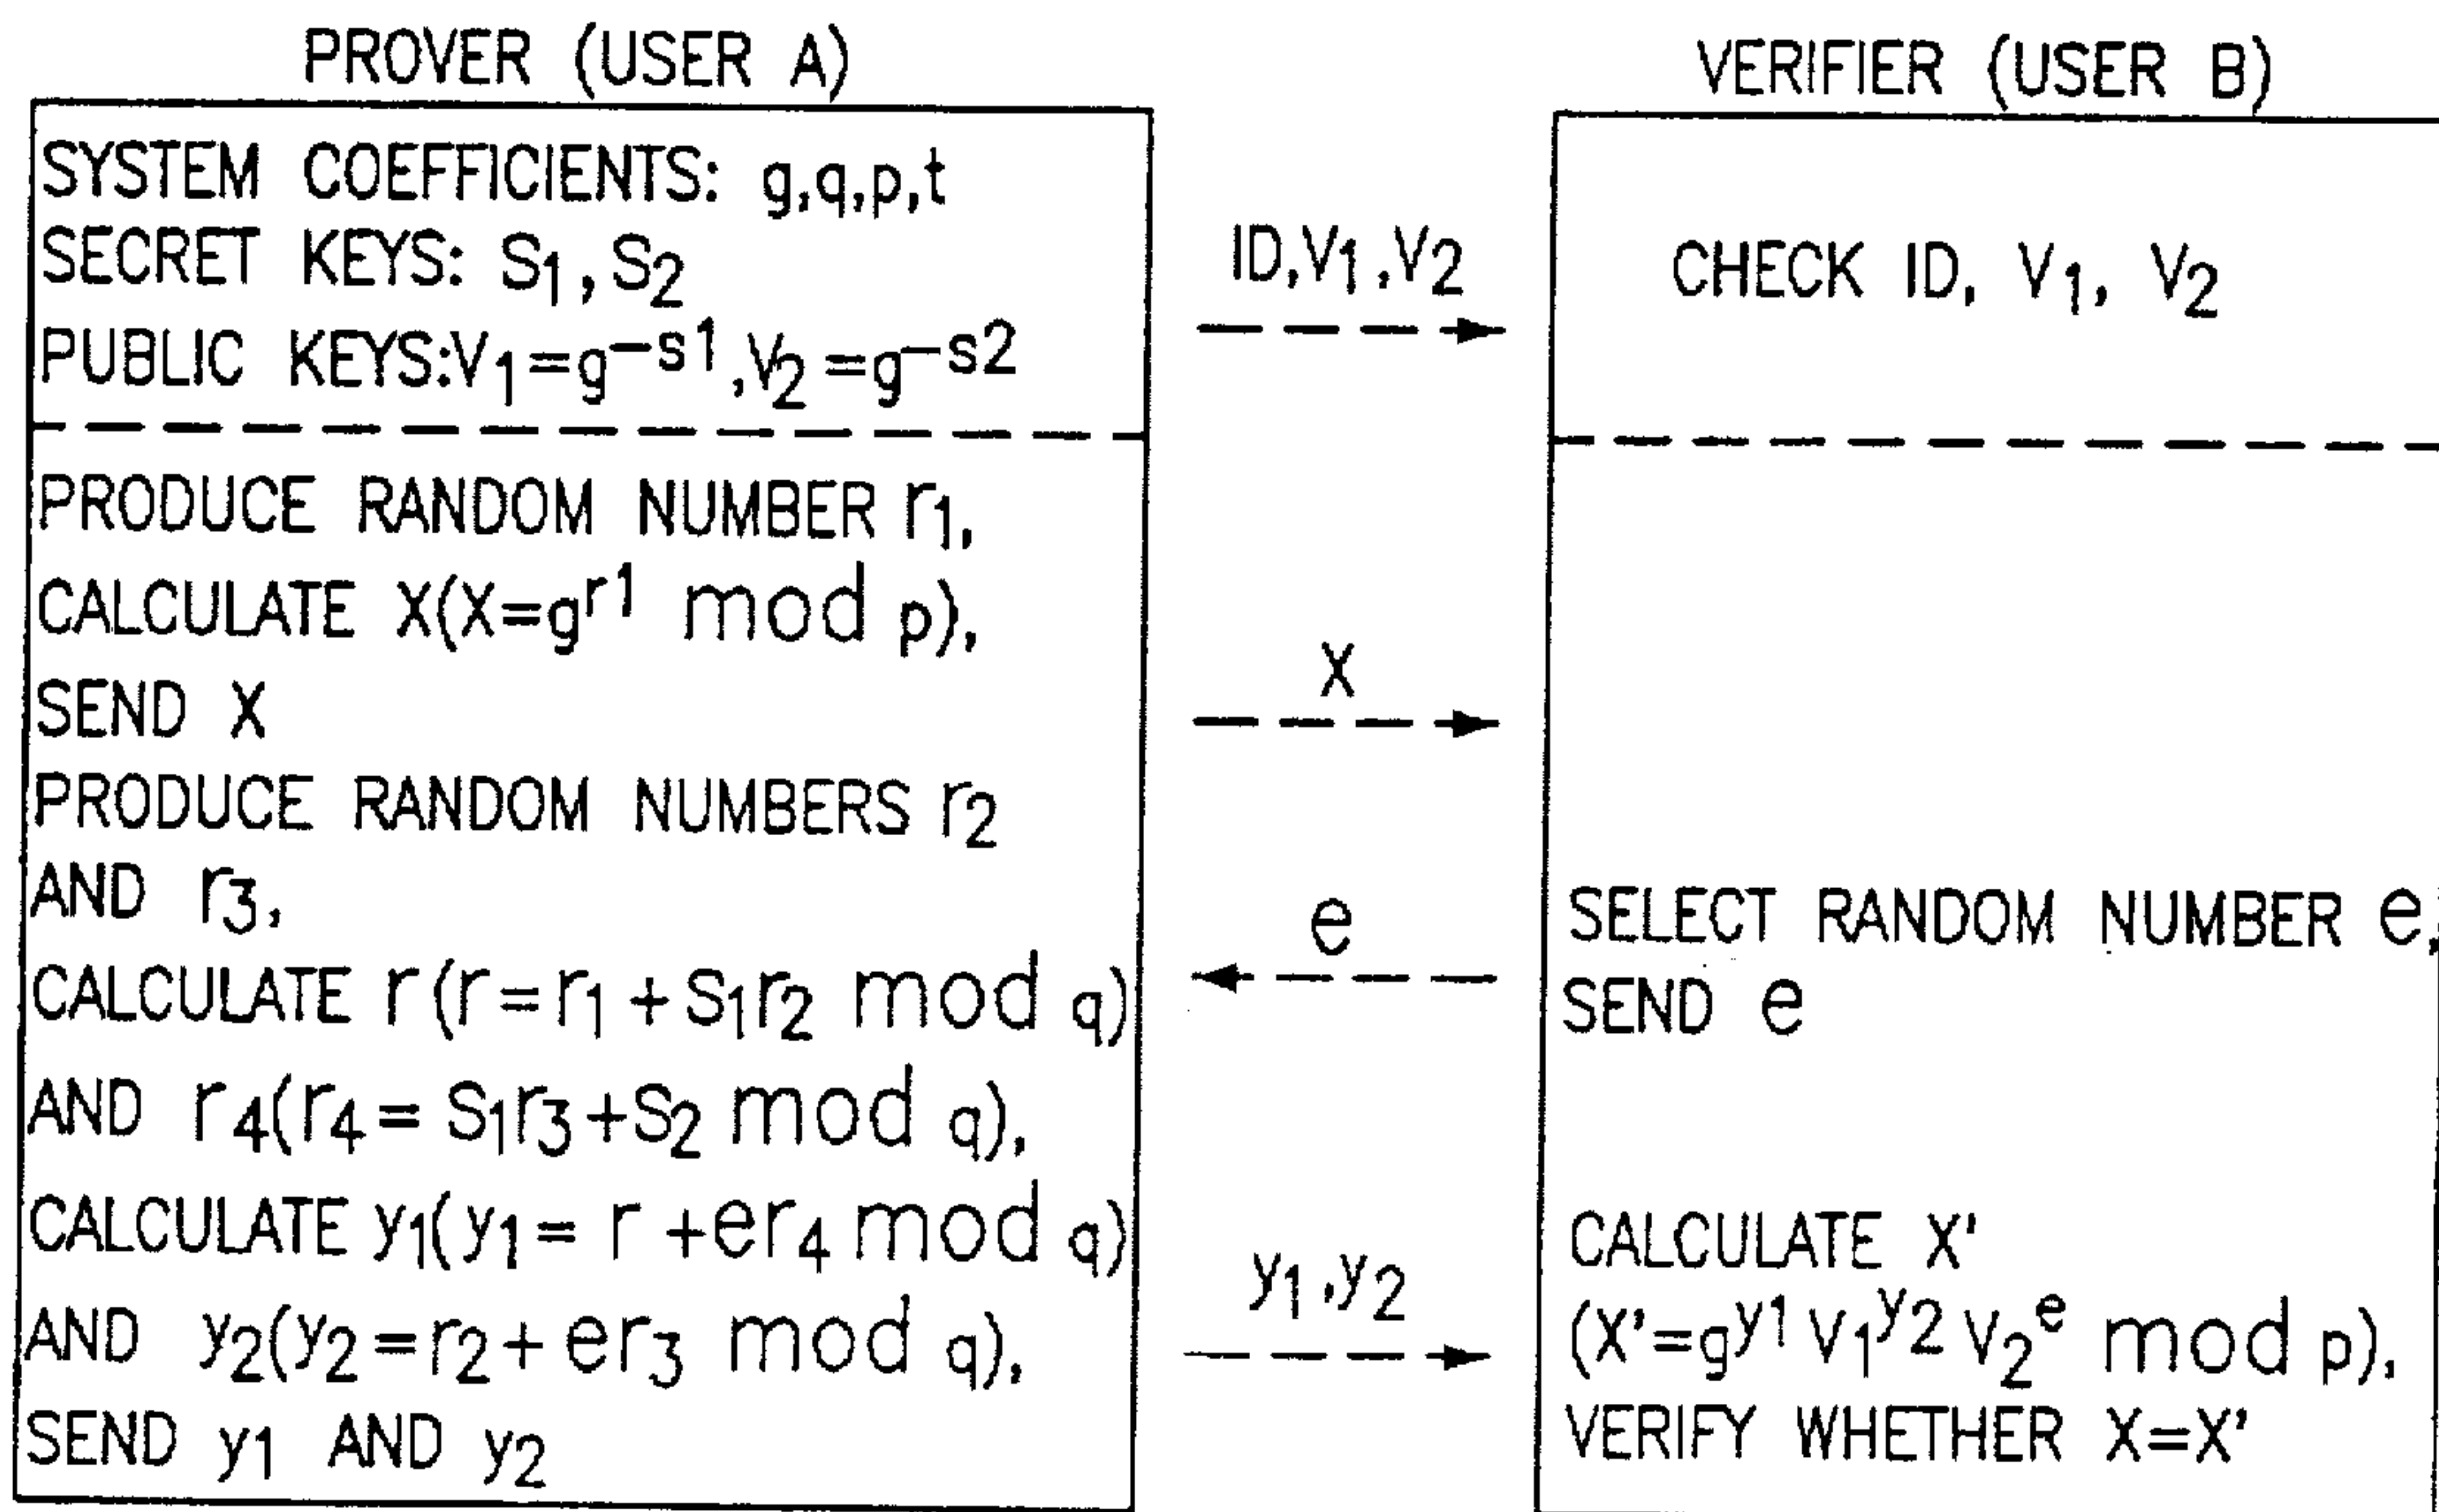 PROVER (USER A)
SYSTEM COEFFICIENTS: g,q,p,t
SECRET KEYS: S₁,S₂
PUBLIC KEYS:V₁=g⁻ˢ¹,V₂=g⁻ˢ²
PRODUCE RANDOM NUMBER r₁,
CALCULATE X(X=gʳ¹ mod p),
SEND X
PRODUCE RANDOM NUMBERS r₂
AND r₃,
CALCULATE r(r=r₁+S₁r₂ mod q)
AND r₄(r₄= S₁r₃+S₂ mod q),
CALCULATE y₁(y₁= r +er₄ mod q)
AND y₂(y₂=r₂+er₃ mod q),
SEND y₁ AND y₂
ID,V₁,V₂
X
e
y₁,y₂
VERIFIER (USER B)
CHECK ID, V₁, V₂
SELECT RANDOM NUMBER e,
SEND e
CALCULATE X'
(X'=gʸ¹ V₁ʸ² V₂ᵉ mod p),
VERIFY WHETHER X=X'